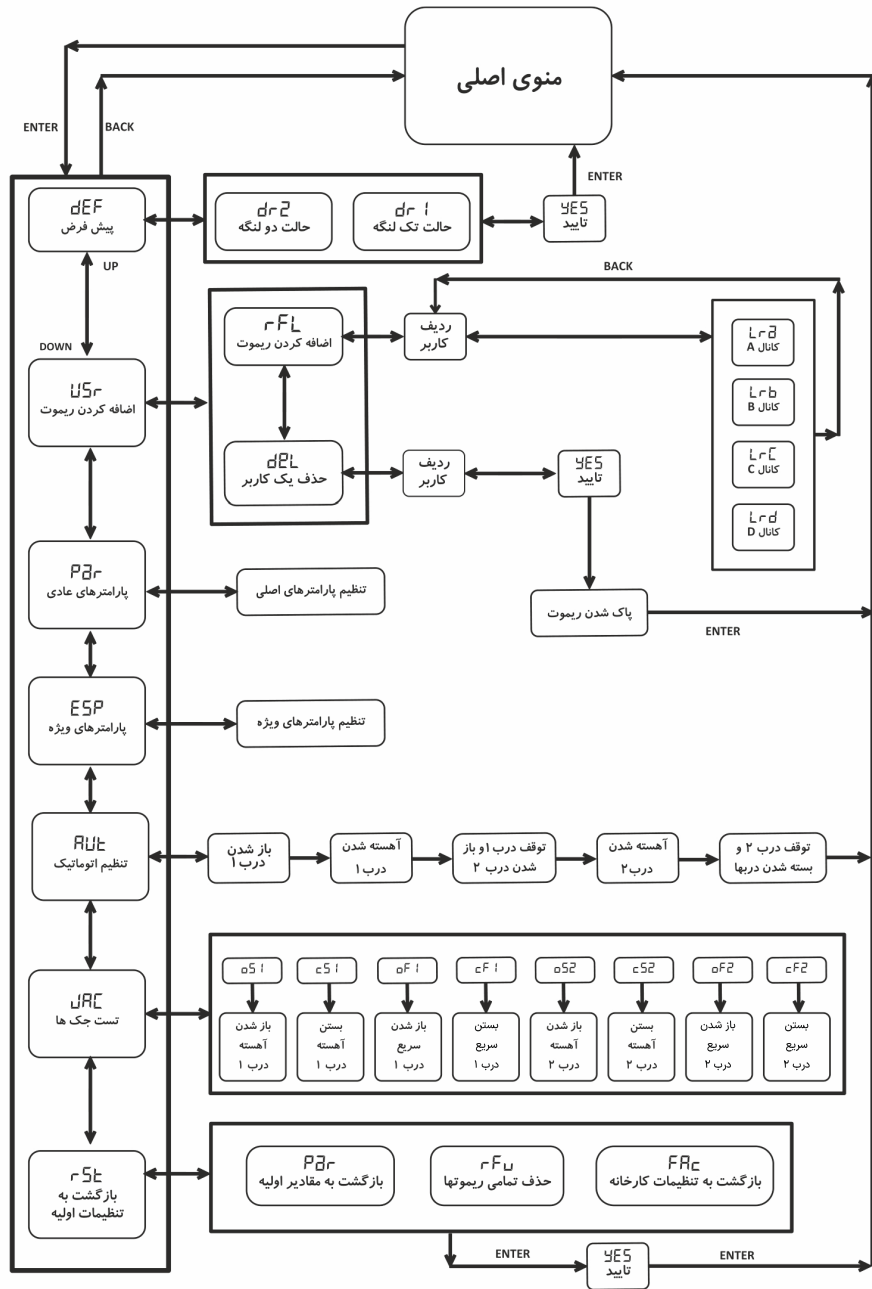 منوی اصلی
ENTER
BACK
ENTER
dEF
پیش فرض
dr2
حالت دو لنگه
dr1
حالت تک لنگه
YES
تایید
UP
DOWN
BACK
USr
اضافه کردن ریموت
rFL
اضافه کردن ریموت
ردیف
کاربر
Lra
کانال A
Lrb
کانال B
LrC
کانال C
Lrd
کانال D
deL
حذف یک کاربر
ردیف
کاربر
YES
تایید
پاک شدن ریموت
ENTER
Par
پارامترهای عادی
تنظیم پارامترهای اصلی
ESP
پارامترهای ویژه
تنظیم پارامترهای ویژه
AUt
تنظیم اتوماتیک
باز شدن
درب ۱
آهسته شدن
درب ۱
توقف درب ۱و باز
شدن درب ۲
آهسته شدن
درب۲
توقف درب ۲ و
بسته شدن دربها
JAC
تست جک ها
oS1
cS1
oF1
cF1
oS2
cS2
oF2
cF2
باز شدن
آهسته
درب ۱
بستن
آهسته
درب ۱
باز شدن
سریع
درب ۱
بستن
سریع
درب ۱
باز شدن
آهسته
درب ۲
بستن
آهسته
درب ۲
باز شدن
سریع
درب ۲
بستن
سریع
درب ۲
rSt
بازگشت به
تنظیمات اولیه
Par
بازگشت به مقادیر اولیه
rFu
حذف تمامی ریموتها
FAc
بازگشت به تنظیمات کارخانه
ENTER
YES
تایید
ENTER